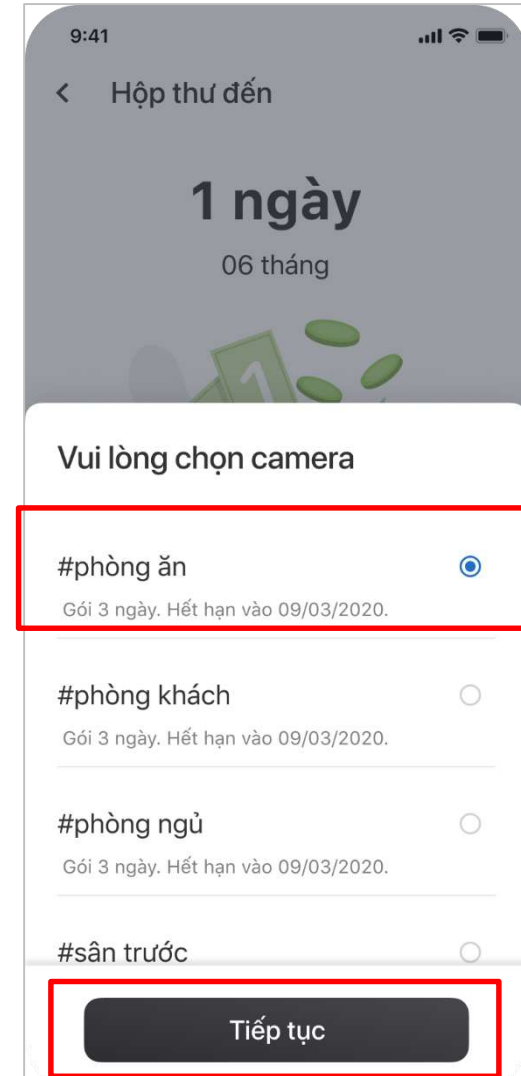 9:41
Hộp thư đến
1 ngày
06 tháng
1
Vui lòng chọn camera
#phòng ăn
Gói 3 ngày. Hết hạn vào 09/03/2020.
#phòng khách
Gói 3 ngày. Hết hạn vào 09/03/2020.
#phòng ngủ
Gói 3 ngày. Hết hạn vào 09/03/2020.
#sân trước
Tiếp tục